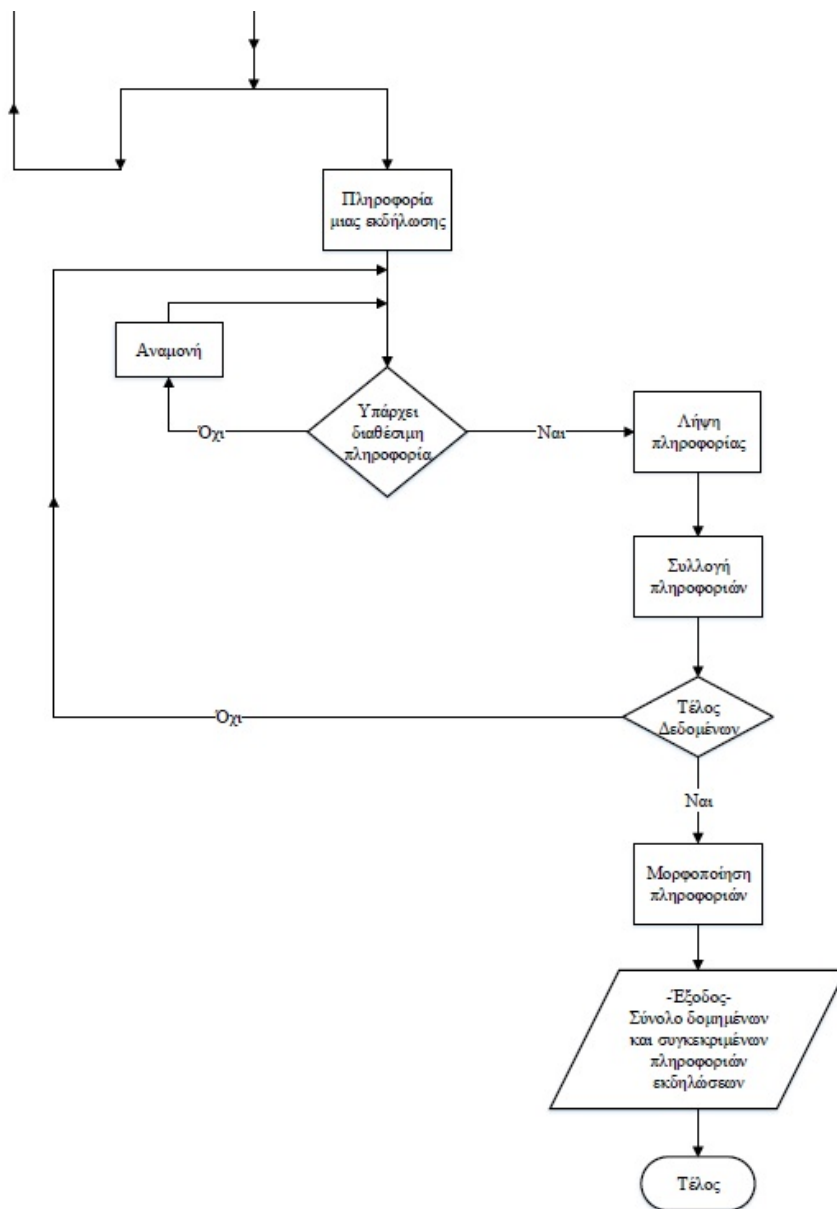 Πληροφορία
μιας εκδήλωσης
Αναμονή
Υπάρχει
διαθέσιμη
πληροφορία
Όχι
Ναι
Λήψη
πληροφορίας
Συλλογή
πληροφοριών
Τέλος
Δεδομένων
Όχι
Ναι
Μορφοποίηση
πληροφοριών
-Έξοδος-
Σύνολο δομημένων
και συγκεκριμένων
πληροφοριών
εκδηλώσεων
Τέλος